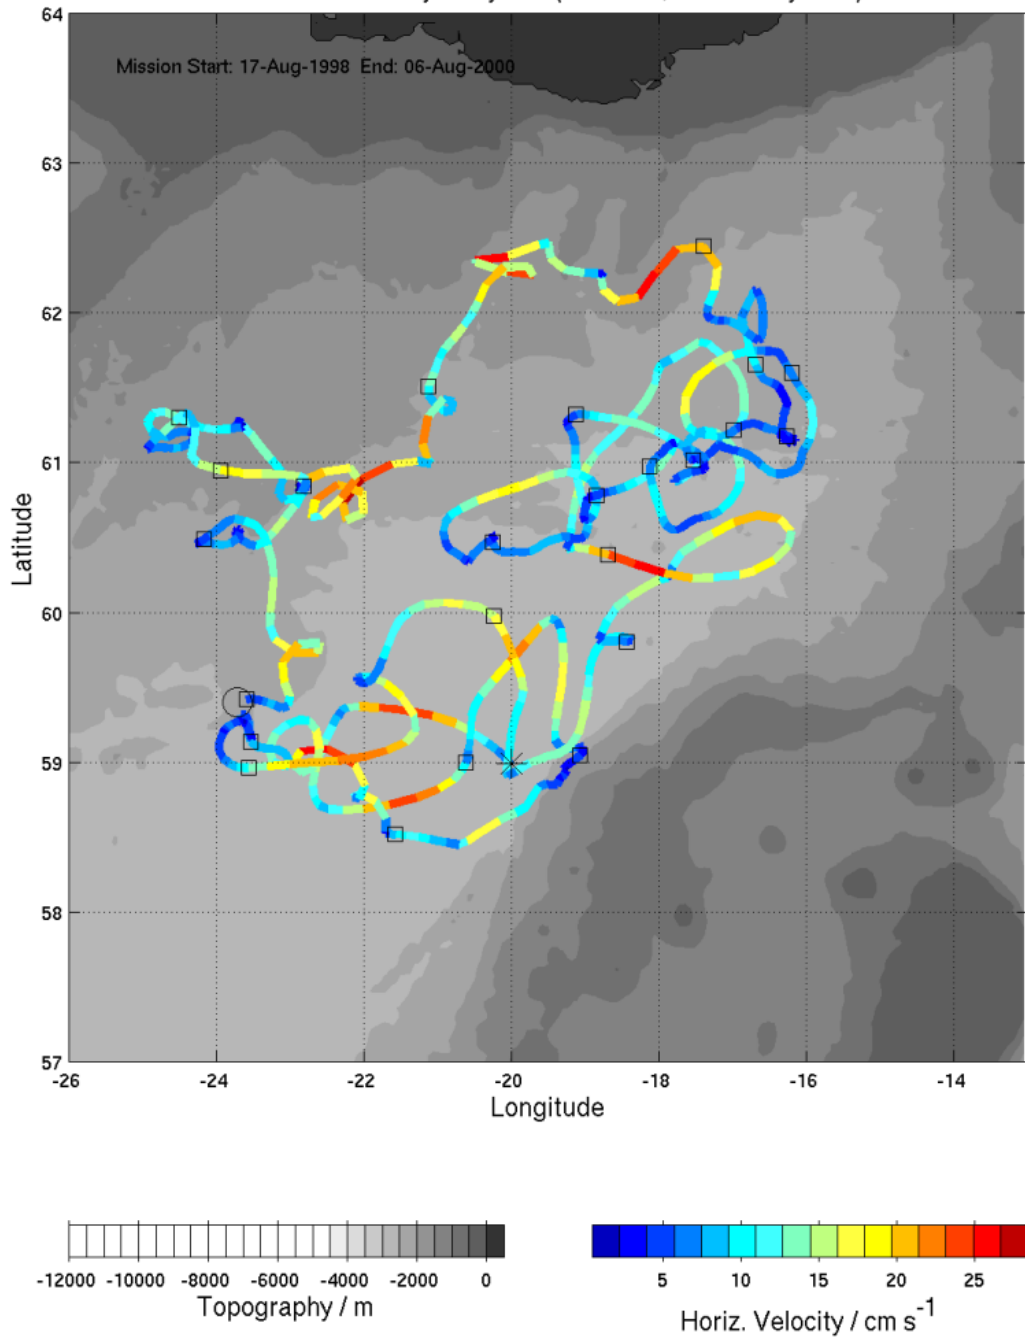 64
Mission Start: 17-Aug-1998 End: 06-Aug-2000
63
62
61
60
59
58
57
Latitude
-26 -24 -22 -20 -18 -16 -14
Longitude
-12000 -10000 -8000 -6000 -4000 -2000 0
Topography / m
5 10 15 20 25
Horiz. Velocity / cm s⁻¹